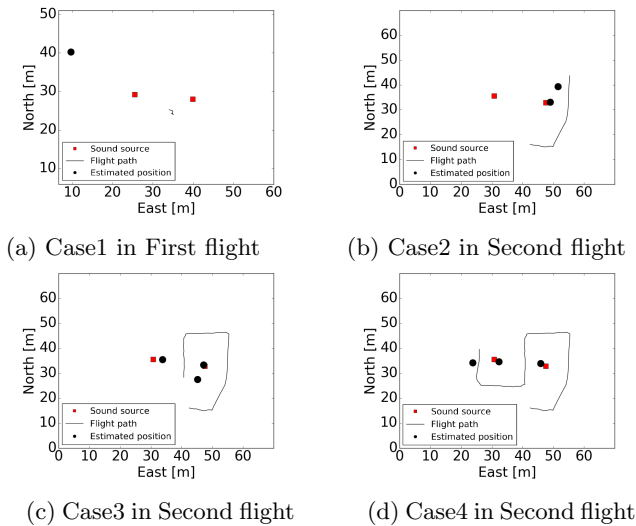 50
40
30
20
10
North [m]
Sound source
Flight path
Estimated position
10 20 30 40 50 60
East [m]
(a) Case1 in First flight
60
50
40
30
20
10
0
North [m]
Sound source
Flight path
Estimated position
0 10 20 30 40 50 60
East [m]
(b) Case2 in Second flight
60
50
40
30
20
10
0
North [m]
Sound source
Flight path
Estimated position
0 10 20 30 40 50 60
East [m]
(c) Case3 in Second flight
60
50
40
30
20
10
0
North [m]
Sound source
Flight path
Estimated position
0 10 20 30 40 50 60
East [m]
(d) Case4 in Second flight